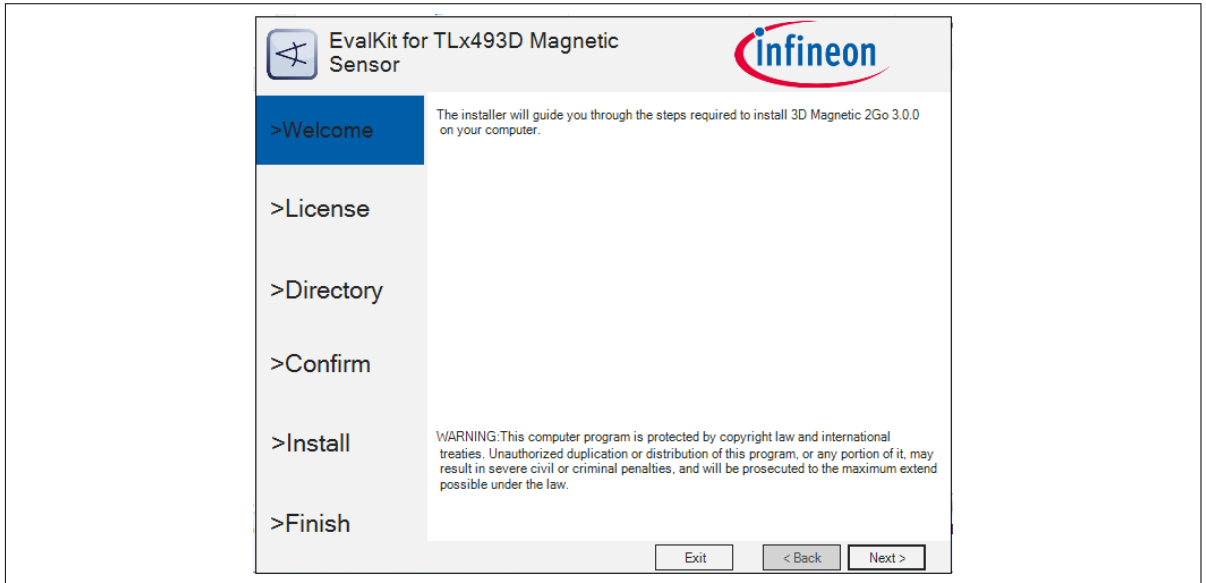 EvalKit for TLx493D Magnetic
Sensor
infineon
>Welcome
The installer will guide you through the steps required to install 3D Magnetic 2Go 3.0.0
on your computer.
>License
>Directory
>Confirm
>Install
WARNING:This computer program is protected by copyright law and international
treaties. Unauthorized duplication or distribution of this program, or any portion of it, may
result in severe civil or criminal penalties, and will be prosecuted to the maximum extend
possible under the law.
>Finish
Exit
< Back
Next >